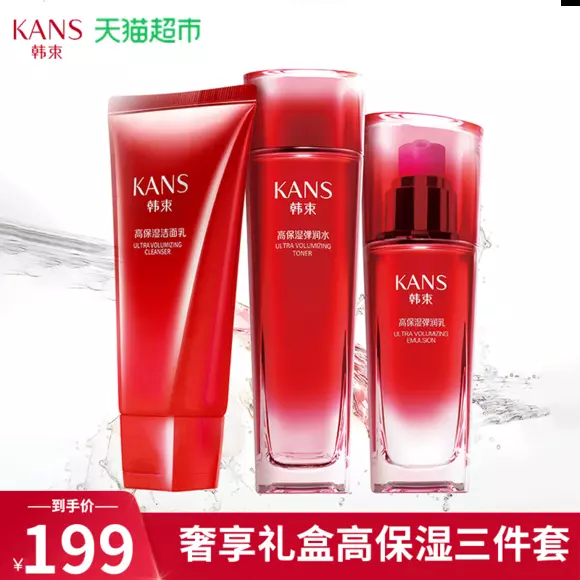 KANS 天猫超市
韩束
KANS
韩束
高保湿洁面乳
ULTRA VOLUMIZING
CLEANSER
KANS
韩束
高保湿弹润水
ULTRA VOLUMIZING
TONER
KANS
韩束
高保湿弹润乳
ULTRA VOLUMIZING
EMULSION
到手价
¥199
奢享礼盒高保湿三件套